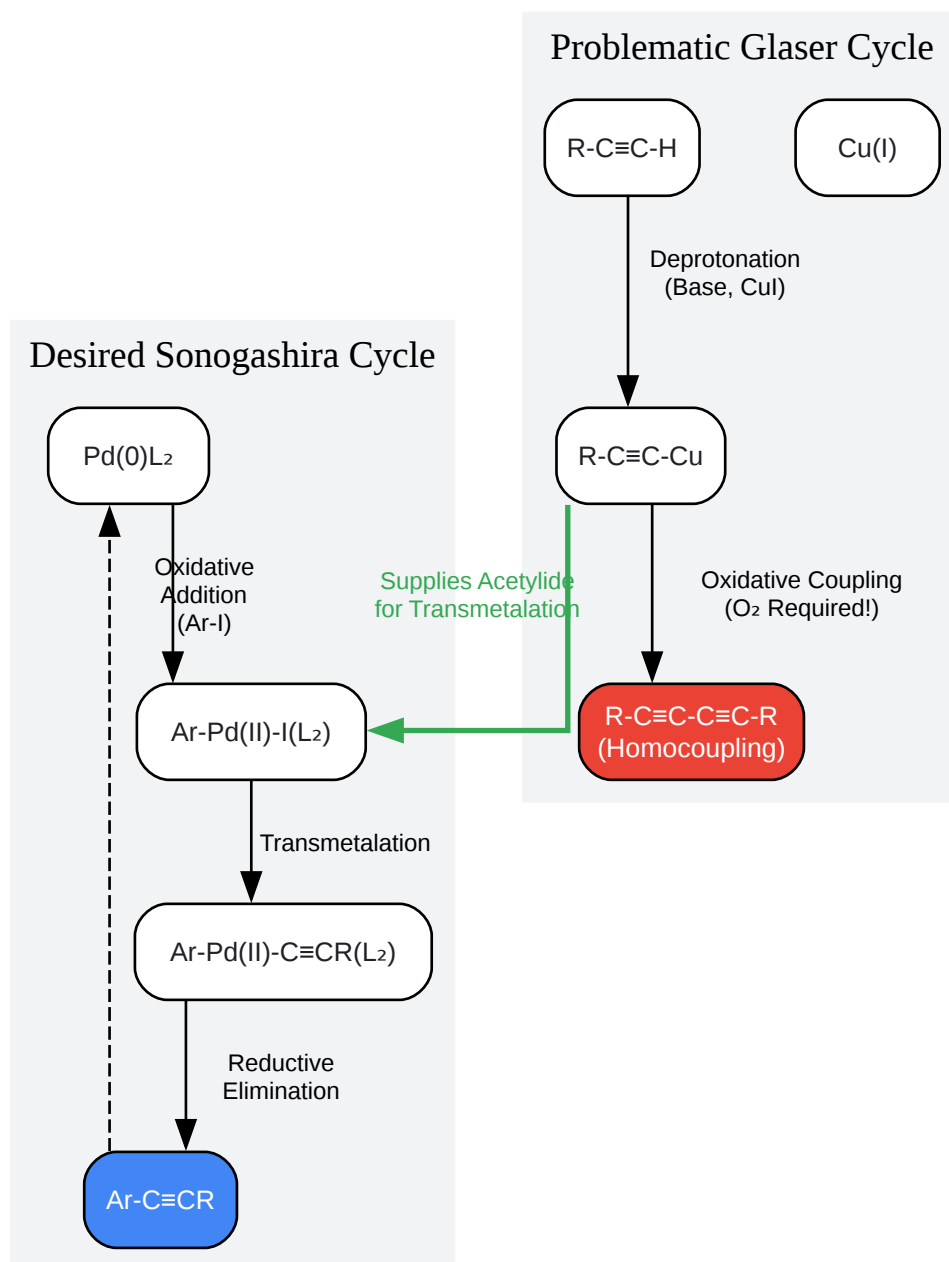 Problematic Glaser Cycle
R-C≡C-H
Cu(I)
Deprotonation
(Base, CuI)
Desired Sonogashira Cycle
Pd(0)L₂
R-C≡C-Cu
Oxidative
Addition
(Ar-I)
Supplies Acetylide
for Transmetalation
Oxidative Coupling
(O₂ Required!)
Ar-Pd(II)-I(L₂)
R-C≡C-C≡C-R
(Homocoupling)
Transmetalation
Ar-Pd(II)-C≡CR(L₂)
Reductive
Elimination
Ar-C≡CR